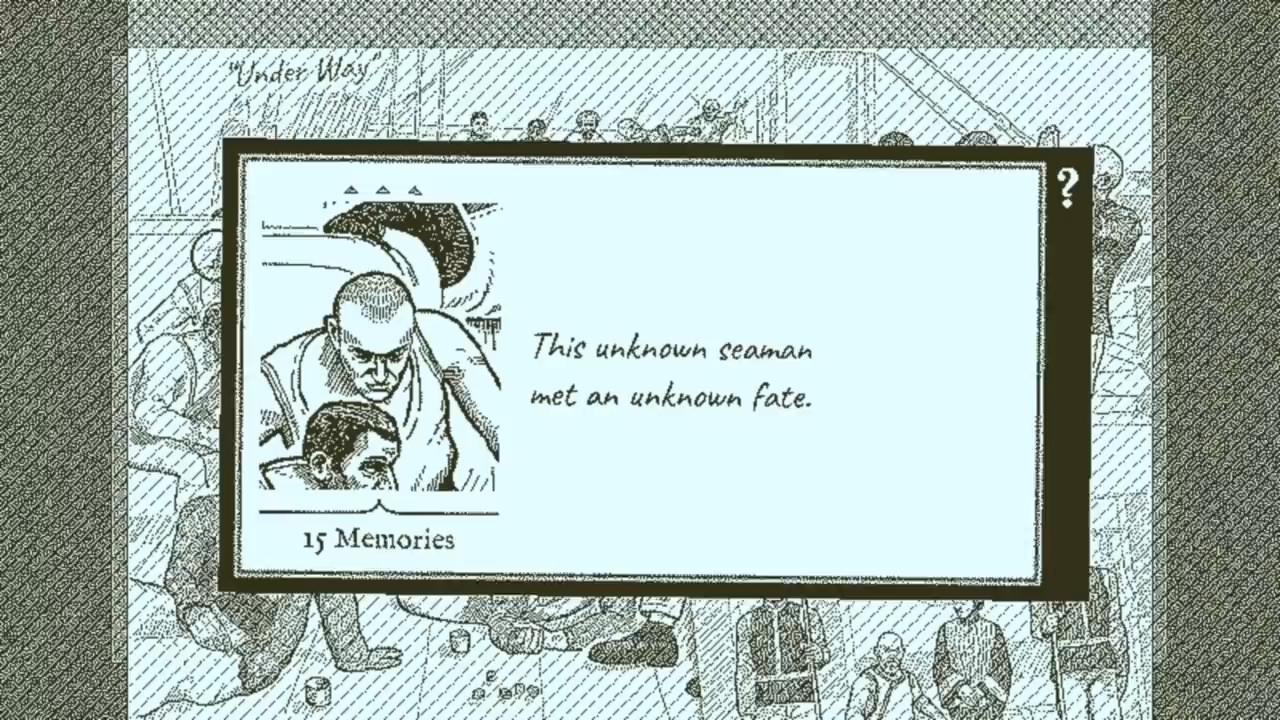 "Under Way"
?
This unknown seaman
met an unknown fate.
15 Memories